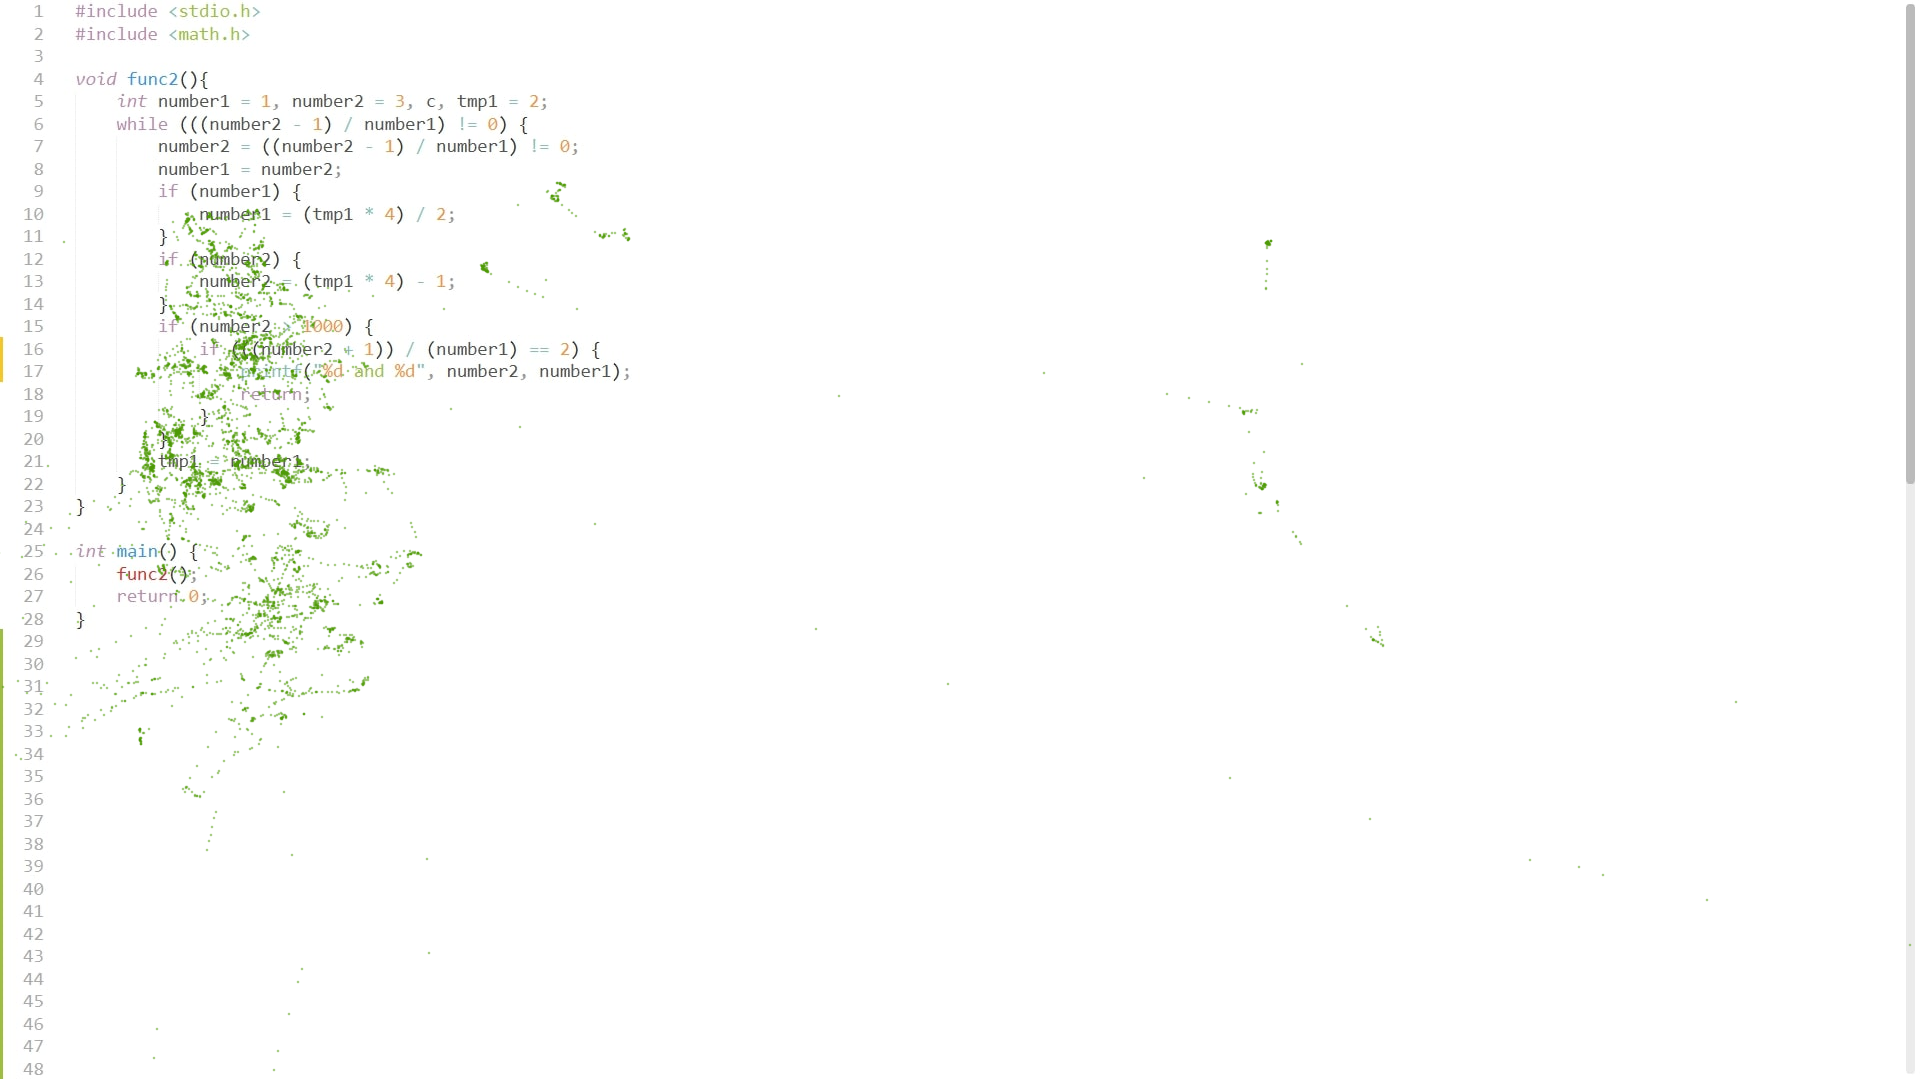 1 #include <stdio.h>
2 #include <math.h>
3
4 void func2(){
5 int number1 = 1, number2 = 3, c, tmp1 = 2;
6 while (((number2 - 1) / number1) != 0) {
7 number2 = ((number2 - 1) / number1) != 0;
8 number1 = number2;
9 if (number1) {
10 number1 = (tmp1 * 4) / 2;
11 }
12 if (number2) {
13 number2 = (tmp1 * 4) - 1;
14 }
15 if (number2 > 1000) {
16 if (((number2 + 1)) / (number1) == 2) {
17 printf("%d and %d", number2, number1);
18 return;
19 }
20 }
21 tmp1 = number1;
22 }
23 }
24
25 int main() {
26 func2();
27 return 0;
28 }
29
30
31
32
33
34
35
36
37
38
39
40
41
42
43
44
45
46
47
48